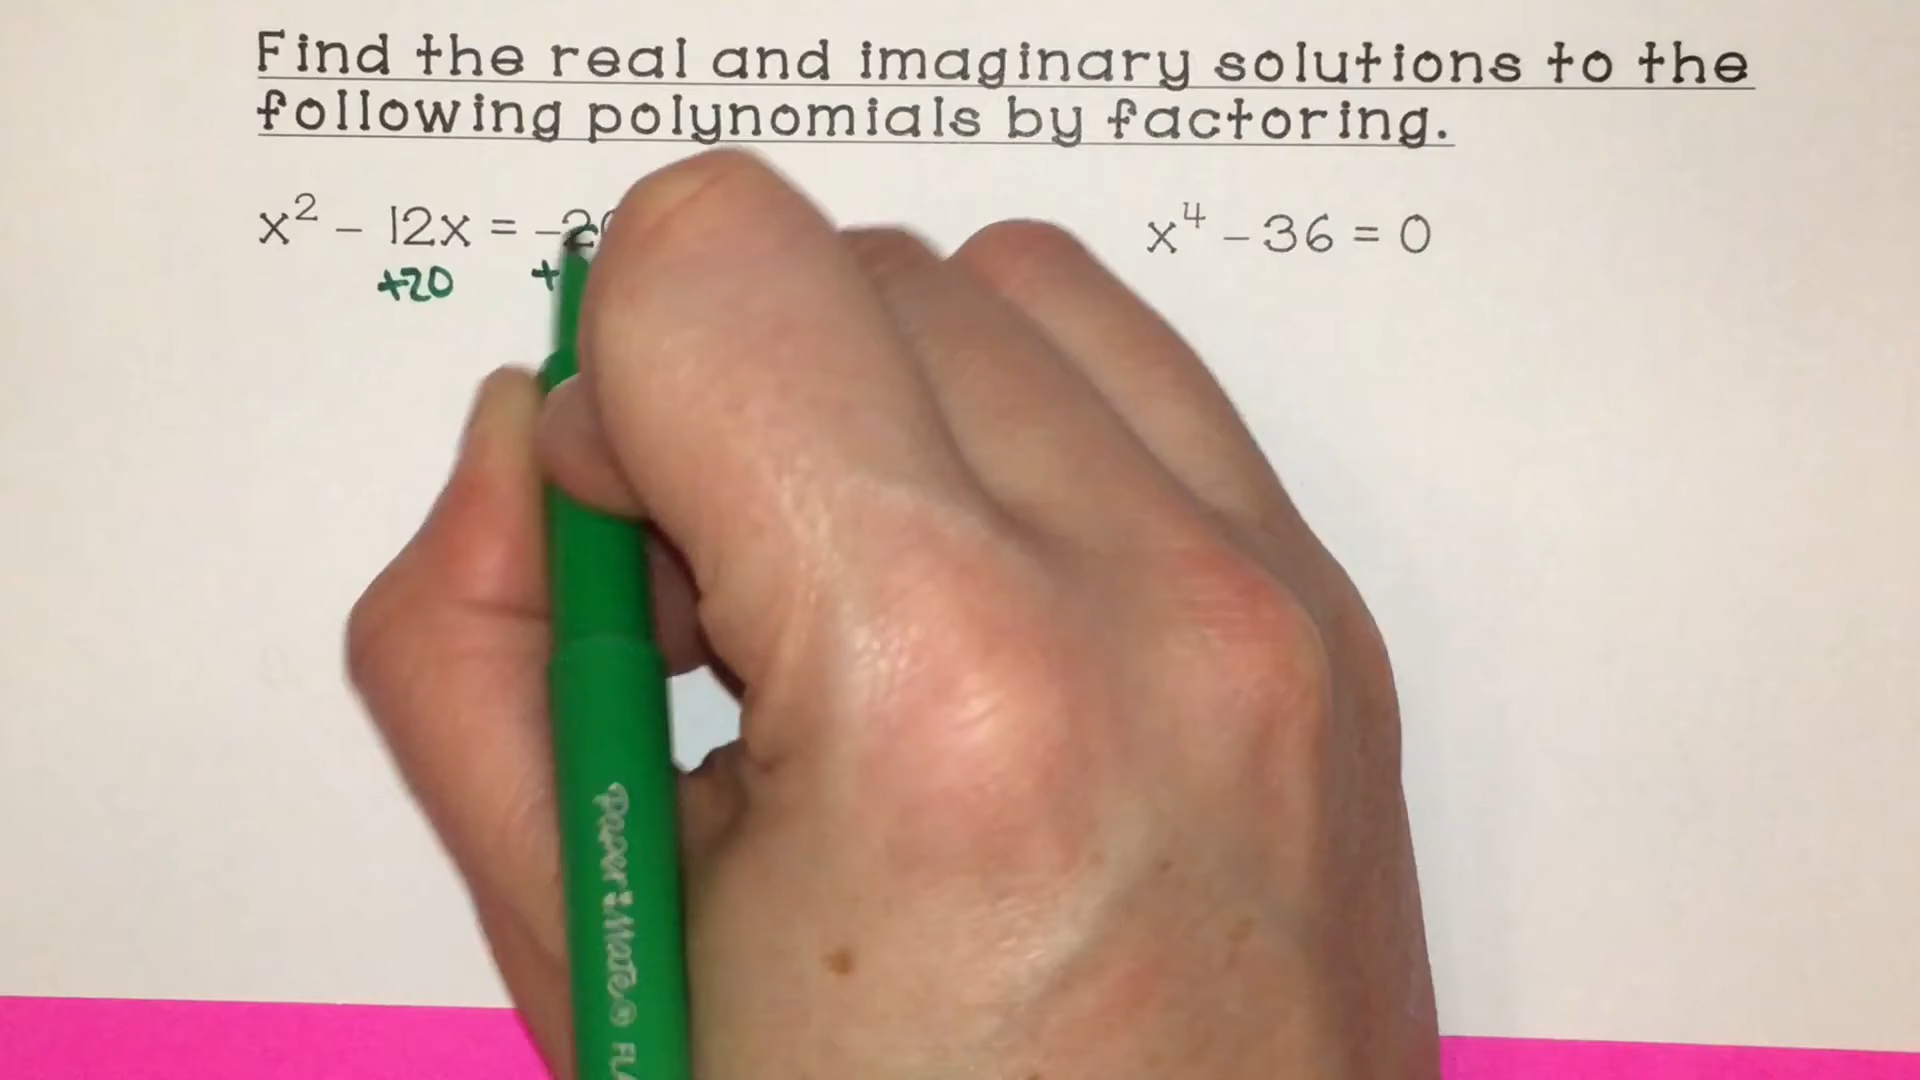 Find the real and imaginary solutions to the
following polynomials by factoring.
x² - 12x = -2
x⁴ - 36 = 0
+20 +
Paper:Mate®